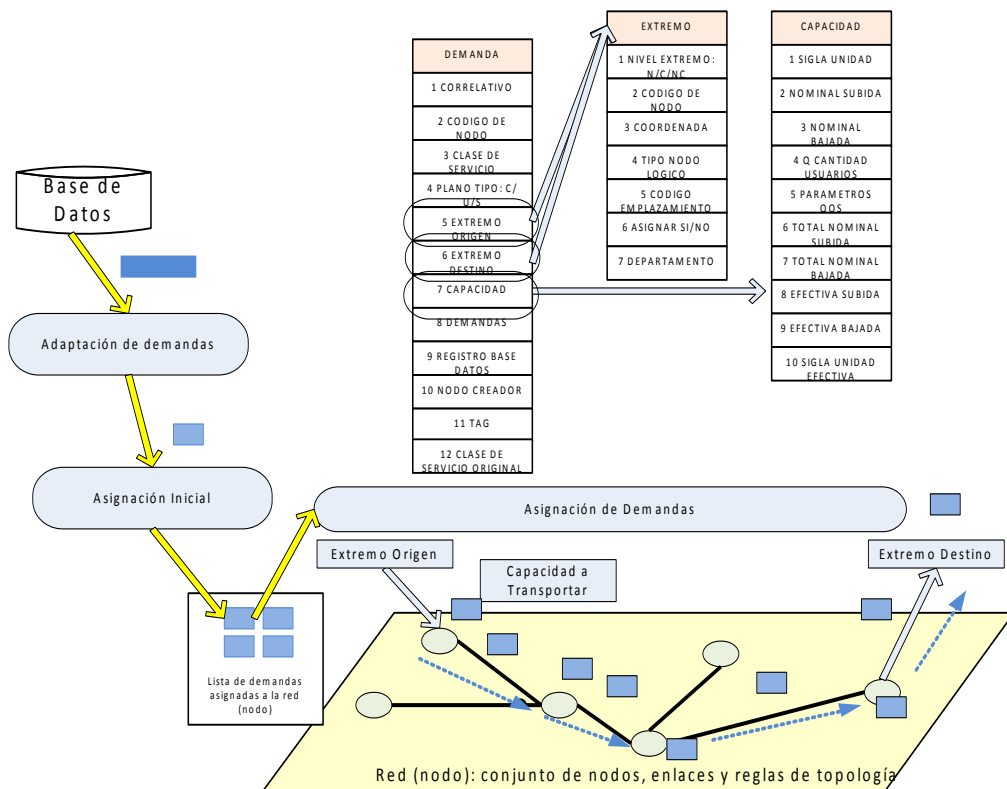 Base de
Datos
Adaptación de demandas
Asignación Inicial
Lista de demandas
asignadas a la red
(nodo)
DEMANDA
1 CORRELATIVO
2 CODIGO DE
NODO
3 CLASE DE
SERVICIO
4 PLANO TIPO: C/
U/S
5 EXTREMO
ORIGEN
6 EXTREMO
DESTINO
7 CAPACIDAD
8 DEMANDAS
9 REGISTRO BASE
DATOS
10 NODO CREADOR
11 TAG
12 CLASE DE
SERVICIO ORIGINAL
EXTREMO
1 NIVEL EXTREMO:
N/C/NC
2 CODIGO DE
NODO
3 COORDENADA
4 TIPO NODO
LOGICO
5 CODIGO
EMPLAZAMIENTO
6 ASIGNAR SI/NO
7 DEPARTAMENTO
CAPACIDAD
1 SIGLA UNIDAD
2 NOMINAL SUBIDA
3 NOMINAL
BAJADA
4 Q CANTIDAD
USUARIOS
5 PARAMETROS
QOS
6 TOTAL NOMINAL
SUBIDA
7 TOTAL NOMINAL
BAJADA
8 EFECTIVA SUBIDA
9 EFECTIVA BAJADA
10 SIGLA UNIDAD
EFECTIVA
Asignación de Demandas
Extremo Origen
Capacidad a
Transportar
Extremo Destino
Red (nodo): conjunto de nodos, enlaces y reglas de topología